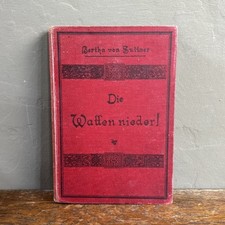 Bertha von Suttner
Die
Waffen nieder!